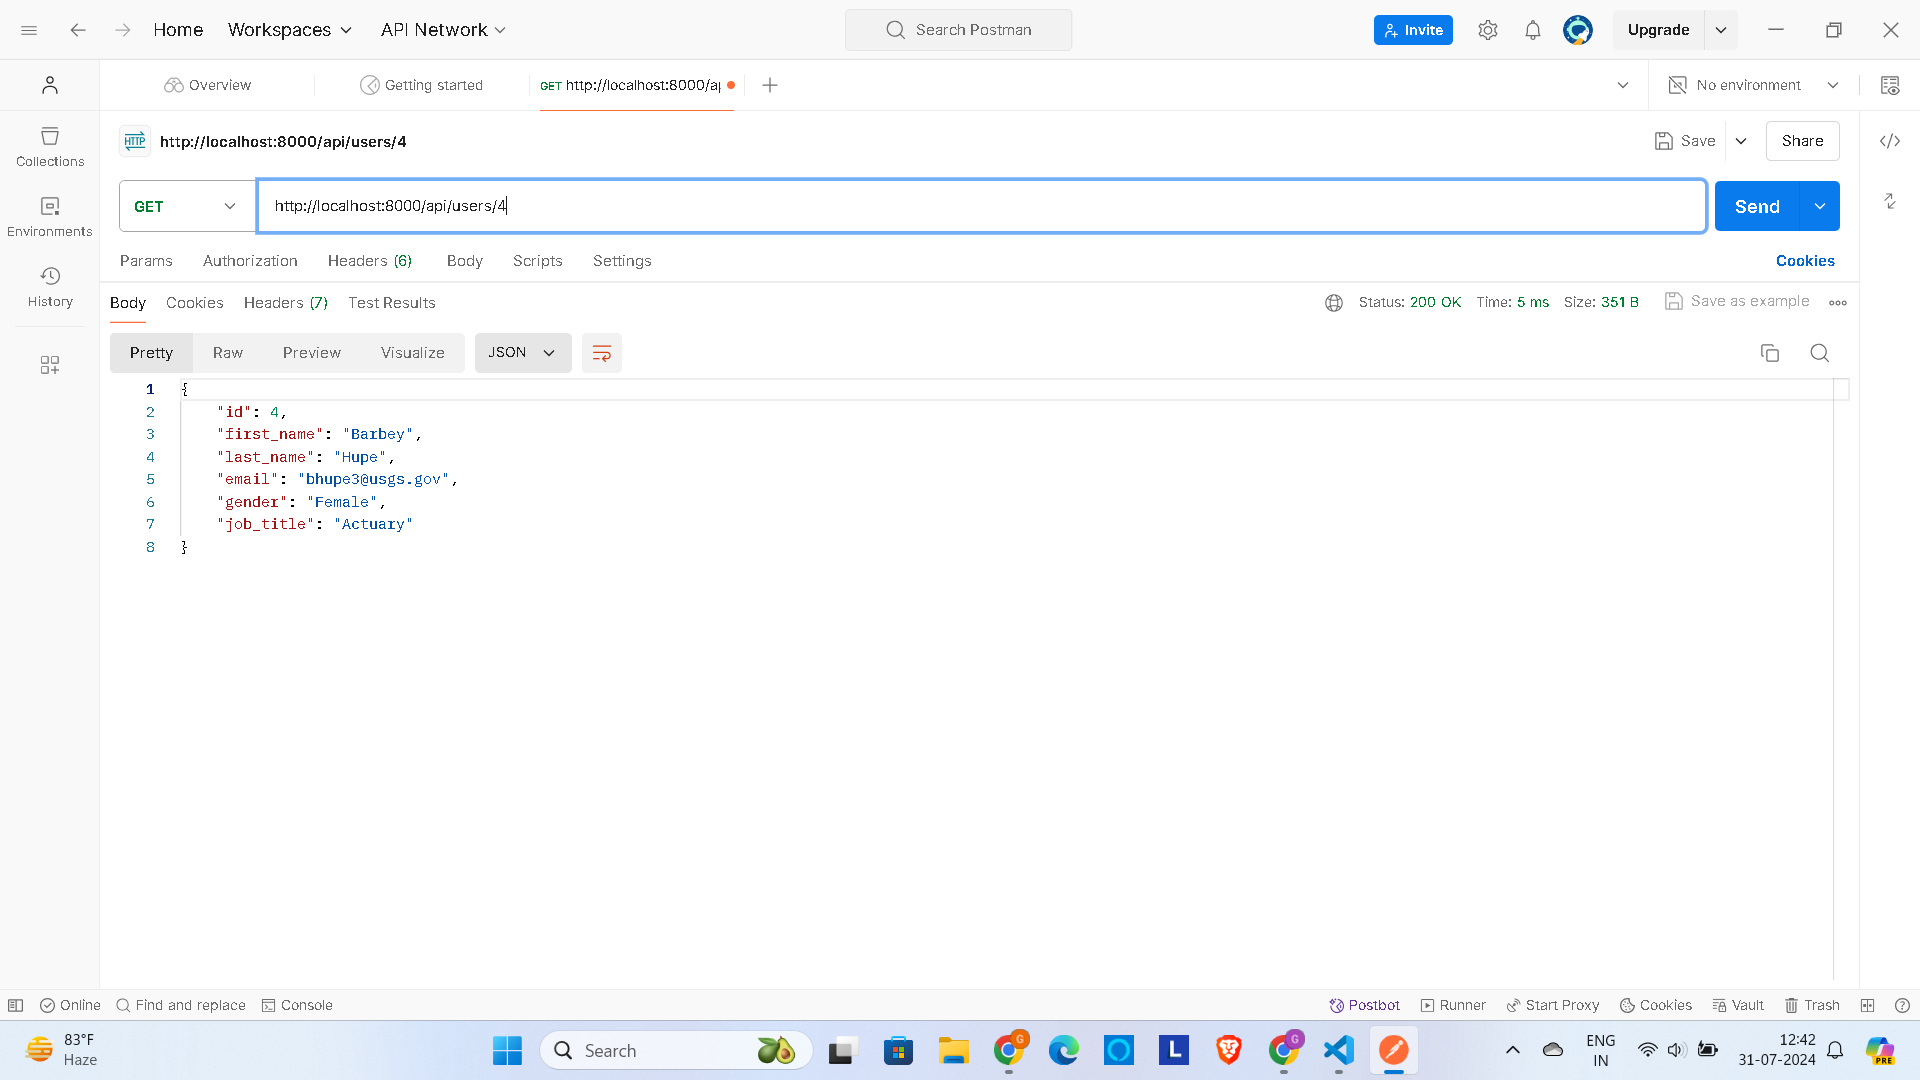 Home Workspaces API Network Search Postman Invite Upgrade
Overview Getting started GET http://localhost:8000/ap No environment
HTTP http://localhost:8000/api/users/4 Save Share
Collections
Environments
History
GET http://localhost:8000/api/users/4 Send
Params Authorization Headers (6) Body Scripts Settings Cookies
Body Cookies Headers (7) Test Results Status: 200 OK Time: 5 ms Size: 351 B Save as example
Pretty Raw Preview Visualize JSON
1 {
2 "id": 4,
3 "first_name": "Barbey",
4 "last_name": "Hupe",
5 "email": "bhupe3@usgs.gov",
6 "gender": "Female",
7 "job_title": "Actuary"
8 }
Online Find and replace Console Postbot Runner Start Proxy Cookies Vault Trash
83°F
Haze
Search
G
L
G
ENG
IN
12:42
31-07-2024
PRE